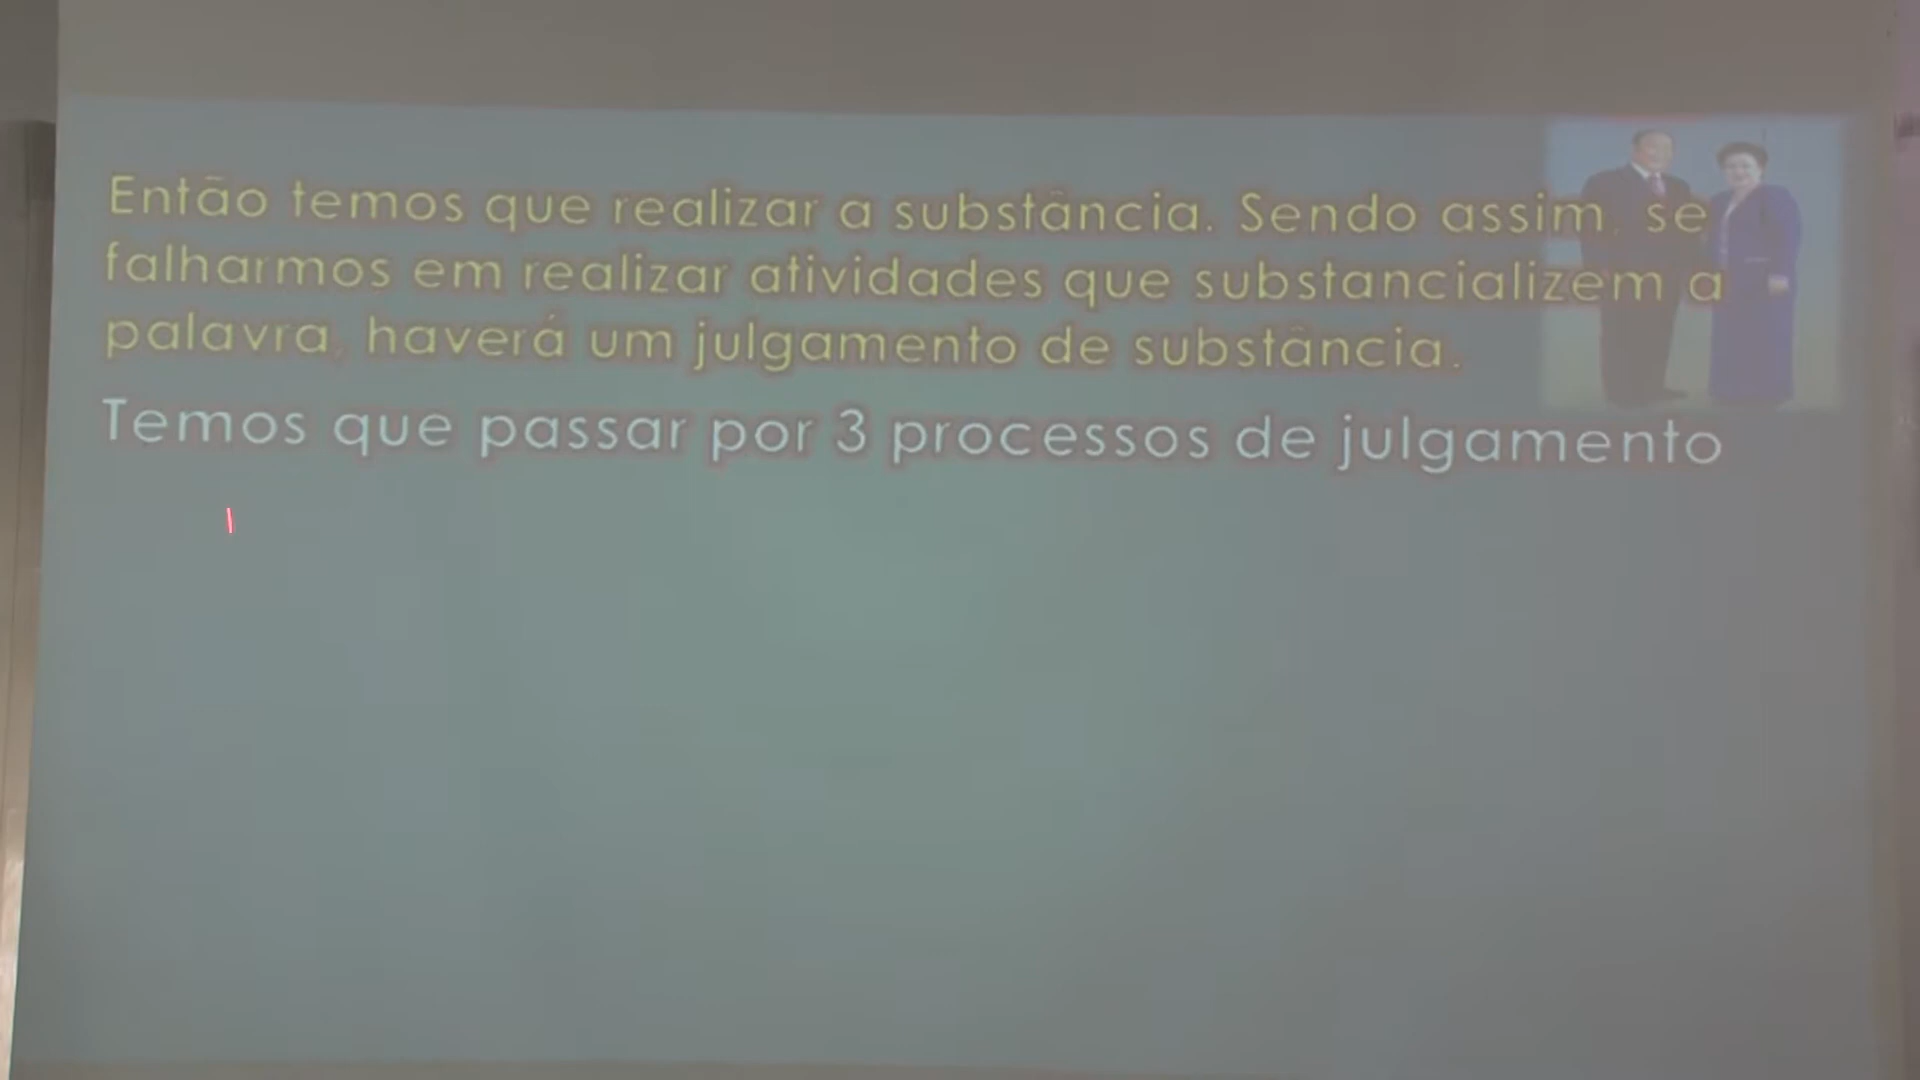 Então temos que realizar a substância. Sendo assim, se
falharmos em realizar atividades que substancializem a
palavra, haverá um julgamento de substância.
Temos que passar por 3 processos de julgamento